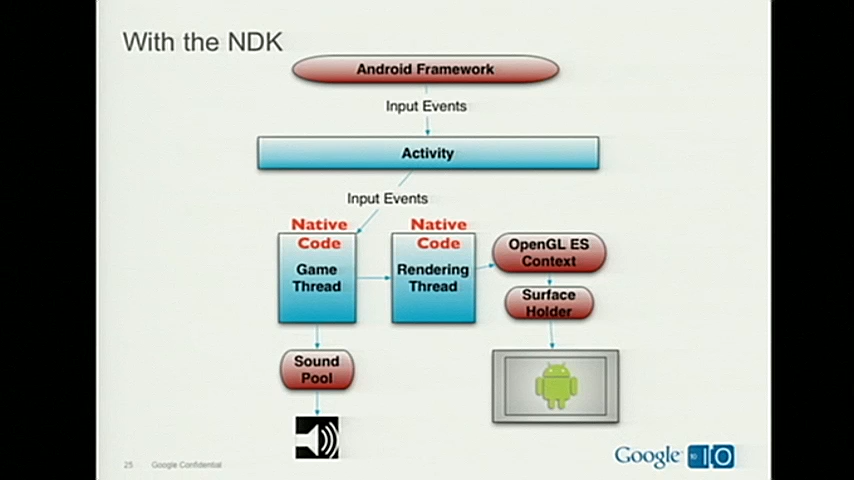 With the NDK
Android Framework
Input Events
Activity
Input Events
Native
Code
Game
Thread
Native
Code
Rendering
Thread
OpenGL ES
Context
Surface
Holder
Sound
Pool
25 Google Confidential
Google 10 IO